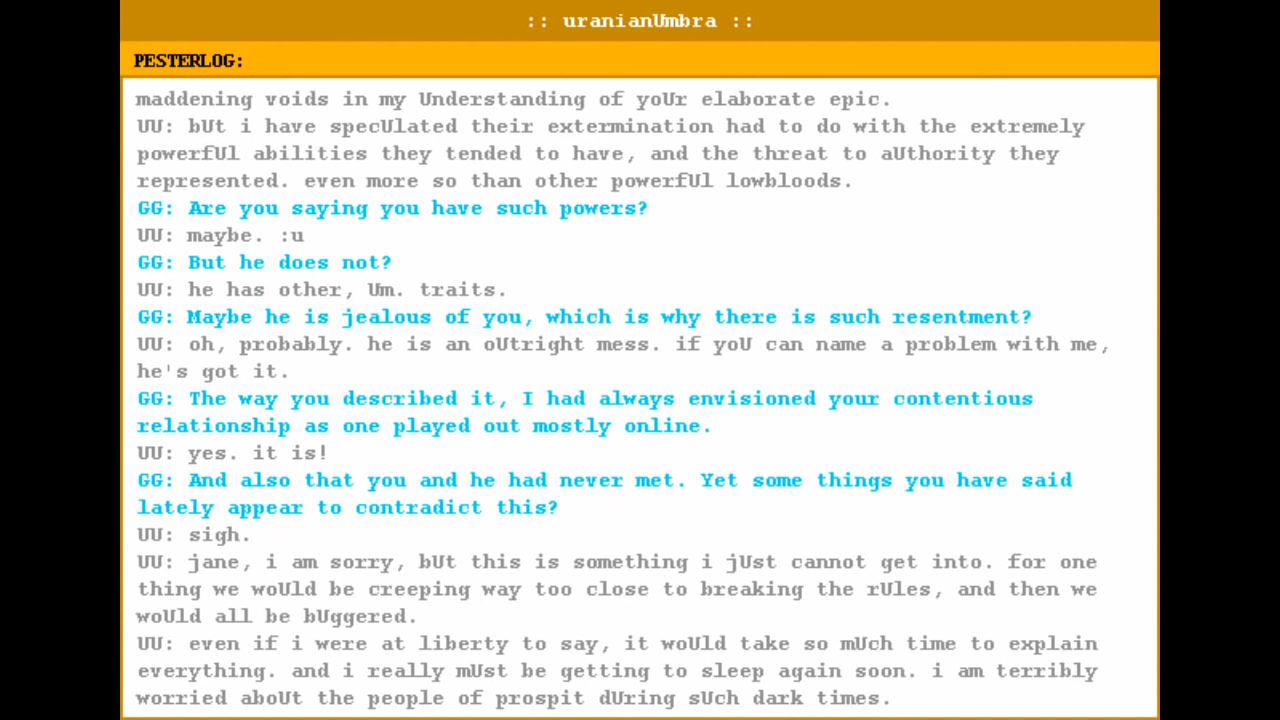 :: uranianUmbra ::
PESTERLOG:
maddening voids in my Understanding of yoUr elaborate epic.
UU: bUt i have specUlated their extermination had to do with the extremely
powerfUl abilities they tended to have, and the threat to aUthority they
represented. even more so than other powerfUl lowbloods.
GG: Are you saying you have such powers?
UU: maybe. :u
GG: But he does not?
UU: he has other, Um. traits.
GG: Maybe he is jealous of you, which is why there is such resentment?
UU: oh, probably. he is an oUtright mess. if yoU can name a problem with me,
he's got it.
GG: The way you described it, I had always envisioned your contentious
relationship as one played out mostly online.
UU: yes. it is!
GG: And also that you and he had never met. Yet some things you have said
lately appear to contradict this?
UU: sigh.
UU: jane, i am sorry, bUt this is something i jUst cannot get into. for one
thing we woUld be creeping way too close to breaking the rUles, and then we
woUld all be bUggered.
UU: even if i were at liberty to say, it woUld take so mUch time to explain
everything. and i really mUst be getting to sleep again soon. i am terribly
worried aboUt the people of prospit dUring sUch dark times.